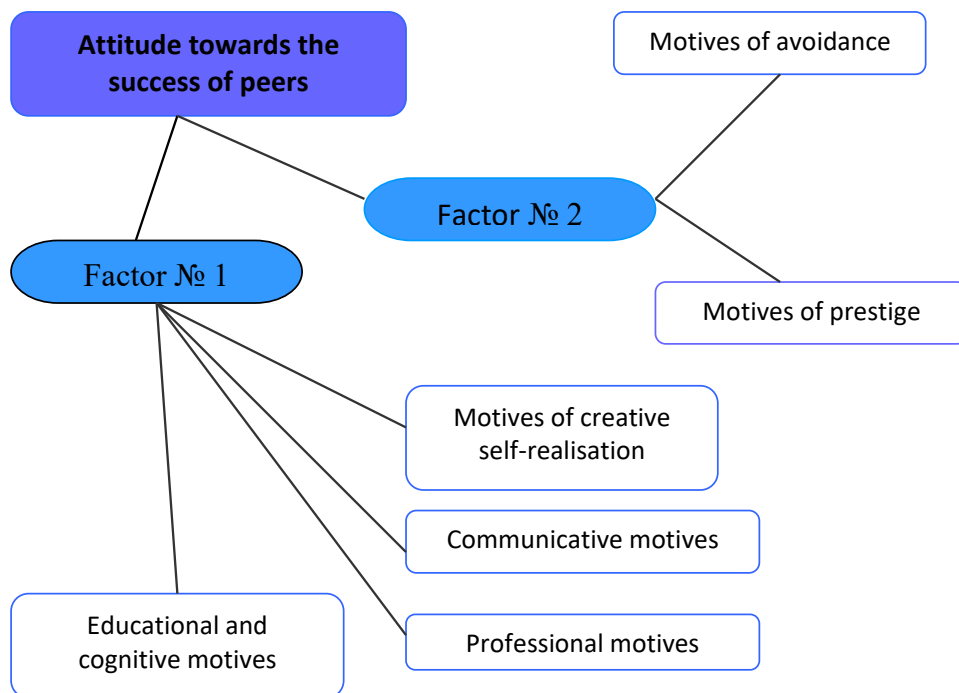 Attitude towards the
success of peers
Motives of avoidance
Factor № 2
Factor № 1
Motives of prestige
Motives of creative
self-realisation
Communicative motives
Educational and
cognitive motives
Professional motives